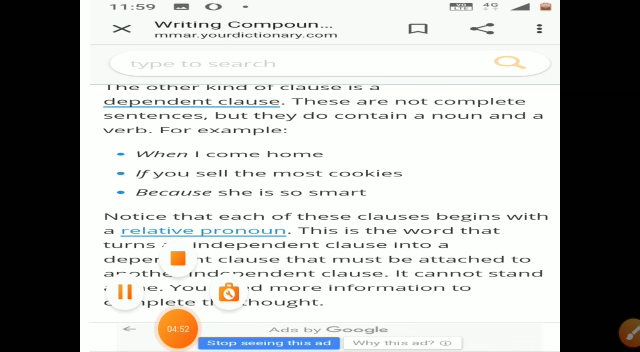 11:59
VO LTE 4G
Writing Compoun...
mmar.yourdictionary.com
type to search
The other kind of clause is a
dependent clause. These are not complete
sentences, but they do contain a noun and a
verb. For example:
When I come home
If you sell the most cookies
Because she is so smart
Notice that each of these clauses begins with
a relative pronoun. This is the word that
turns independent clause into a
clause that must be attached to
independent clause. It cannot stand
You more information to
thought.
04:52
Ads by Google
Stop seeing this ad
Why this ad?